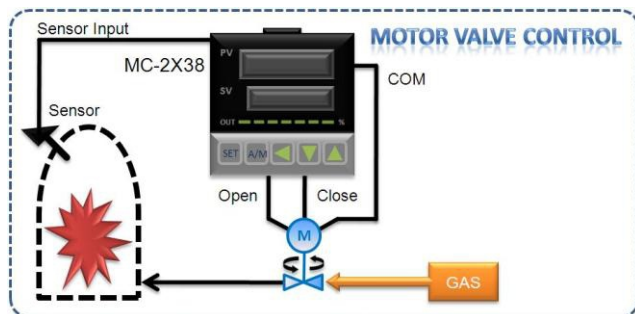 Sensor Input
MOTOR VALVE CONTROL
MC-2X38
PV
SV
OUT %
SET A/M
COM
Sensor
Open Close
M
GAS